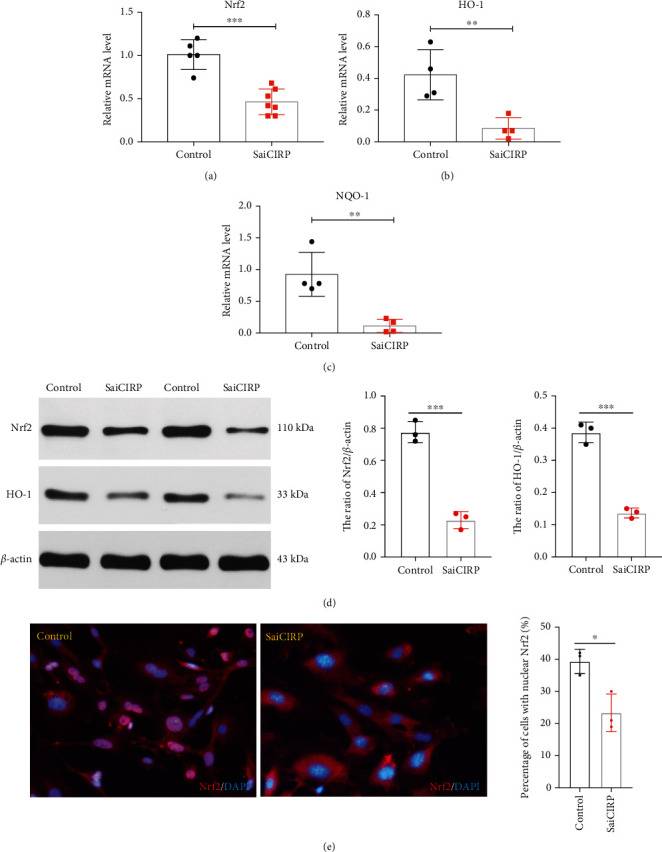 Nrf2
***
Relative mRNA level
1.5
1.0
0.5
0.0
Control SaiCIRP
(a)
HO-1
**
Relative mRNA level
0.8
0.6
0.4
0.2
0.0
Control SaiCIRP
(b)
NQO-1
**
Relative mRNA level
2.0
1.5
1.0
0.5
0.0
Control SaiCIRP
(c)
Control SaiCIRP Control SaiCIRP
Nrf2 110 kDa
HO-1 33 kDa
β-actin 43 kDa
***
The ratio of Nrf2/β-actin
0.8
0.6
0.4
0.2
0.0
Control SaiCIRP
***
The ratio of HO-1/β-actin
0.5
0.4
0.3
0.2
0.1
0.0
Control SaiCIRP
(d)
Control
Nrf2/DAPI
SaiCIRP
Nrf2/DAPI
*
Percentage of cells with nuclear Nrf2 (%)
50
40
30
20
10
0
Control
SaiCIRP
(e)